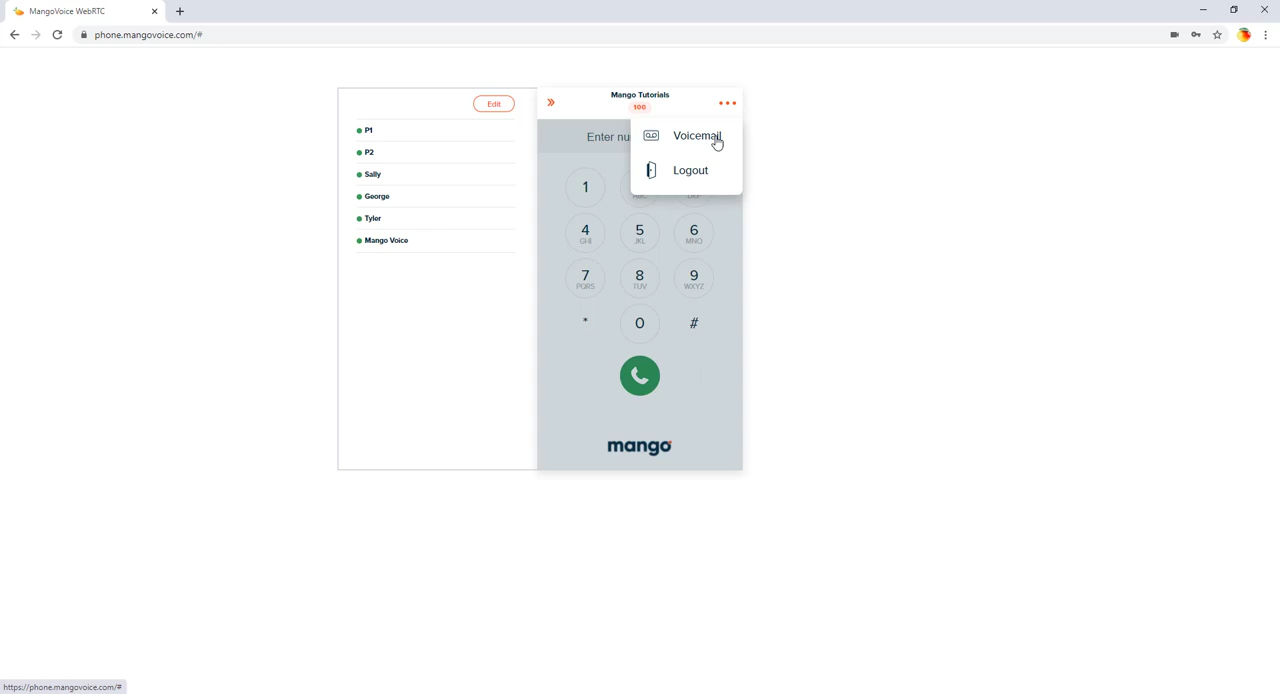 MangoVoice WebRTC
phone.mangovoice.com/#
Edit
P1
P2
Sally
George
Tyler
Mango Voice
Mango Tutorials
100
Enter nu
Voicemail
Logout
1
ABC
DEF
4
GHI
5
JKL
6
MNO
7
PQRS
8
TUV
9
WXYZ
*
0
#
mango
https://phone.mangovoice.com/#